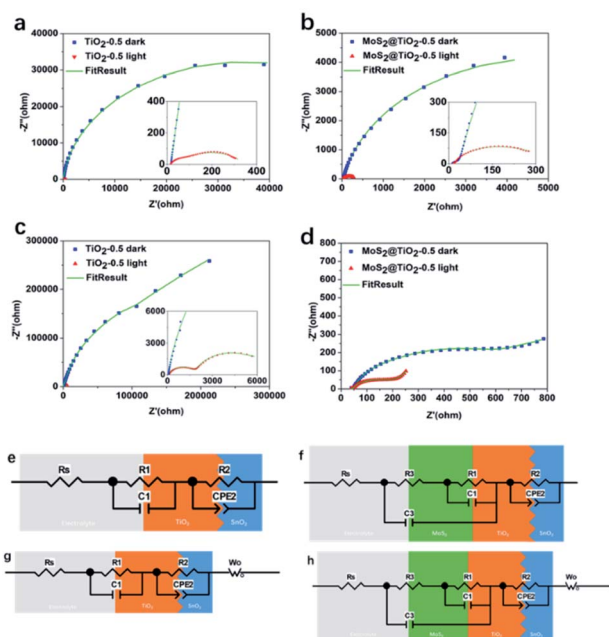 a
TiO₂-0.5 dark
TiO₂-0.5 light
FitResult
-Z''(ohm)
40000
30000
20000
10000
0
0 10000 20000 30000 40000
Z'(ohm)
400
200
0
0 200 400
b
MoS₂@TiO₂-0.5 dark
MoS₂@TiO₂-0.5 light
FitResult
-Z''(ohm)
5000
4000
3000
2000
1000
0
0 1000 2000 3000 4000 5000
Z'(ohm)
300
200
100
0
0 100 200 300
c
TiO₂-0.5 dark
TiO₂-0.5 light
FitResult
-Z''(ohm)
300000
200000
100000
0
0 100000 200000 300000
Z'(ohm)
6000
3000
0
0 2000 4000 6000
d
MoS₂@TiO₂-0.5 dark
MoS₂@TiO₂-0.5 light
FitResult
-Z''(ohm)
800
700
600
500
400
300
200
100
0
0 100 200 300 400 500 600 700 800
Z'(ohm)
e
Rs R1 R2
C1 CPE2
Electrolyte TiO₂ SnO₂
f
Rs R3 R1 R2
C1 CPE2
C3
MoS₂ TiO₂ SnO₂
g
Rs R1 R2 Wo
C1 CPE2
TiO₂ SnO₂
h
Rs R3 R1 R2 Wo
C1 CPE2
C3
MoS₂ TiO₂ SnO₂